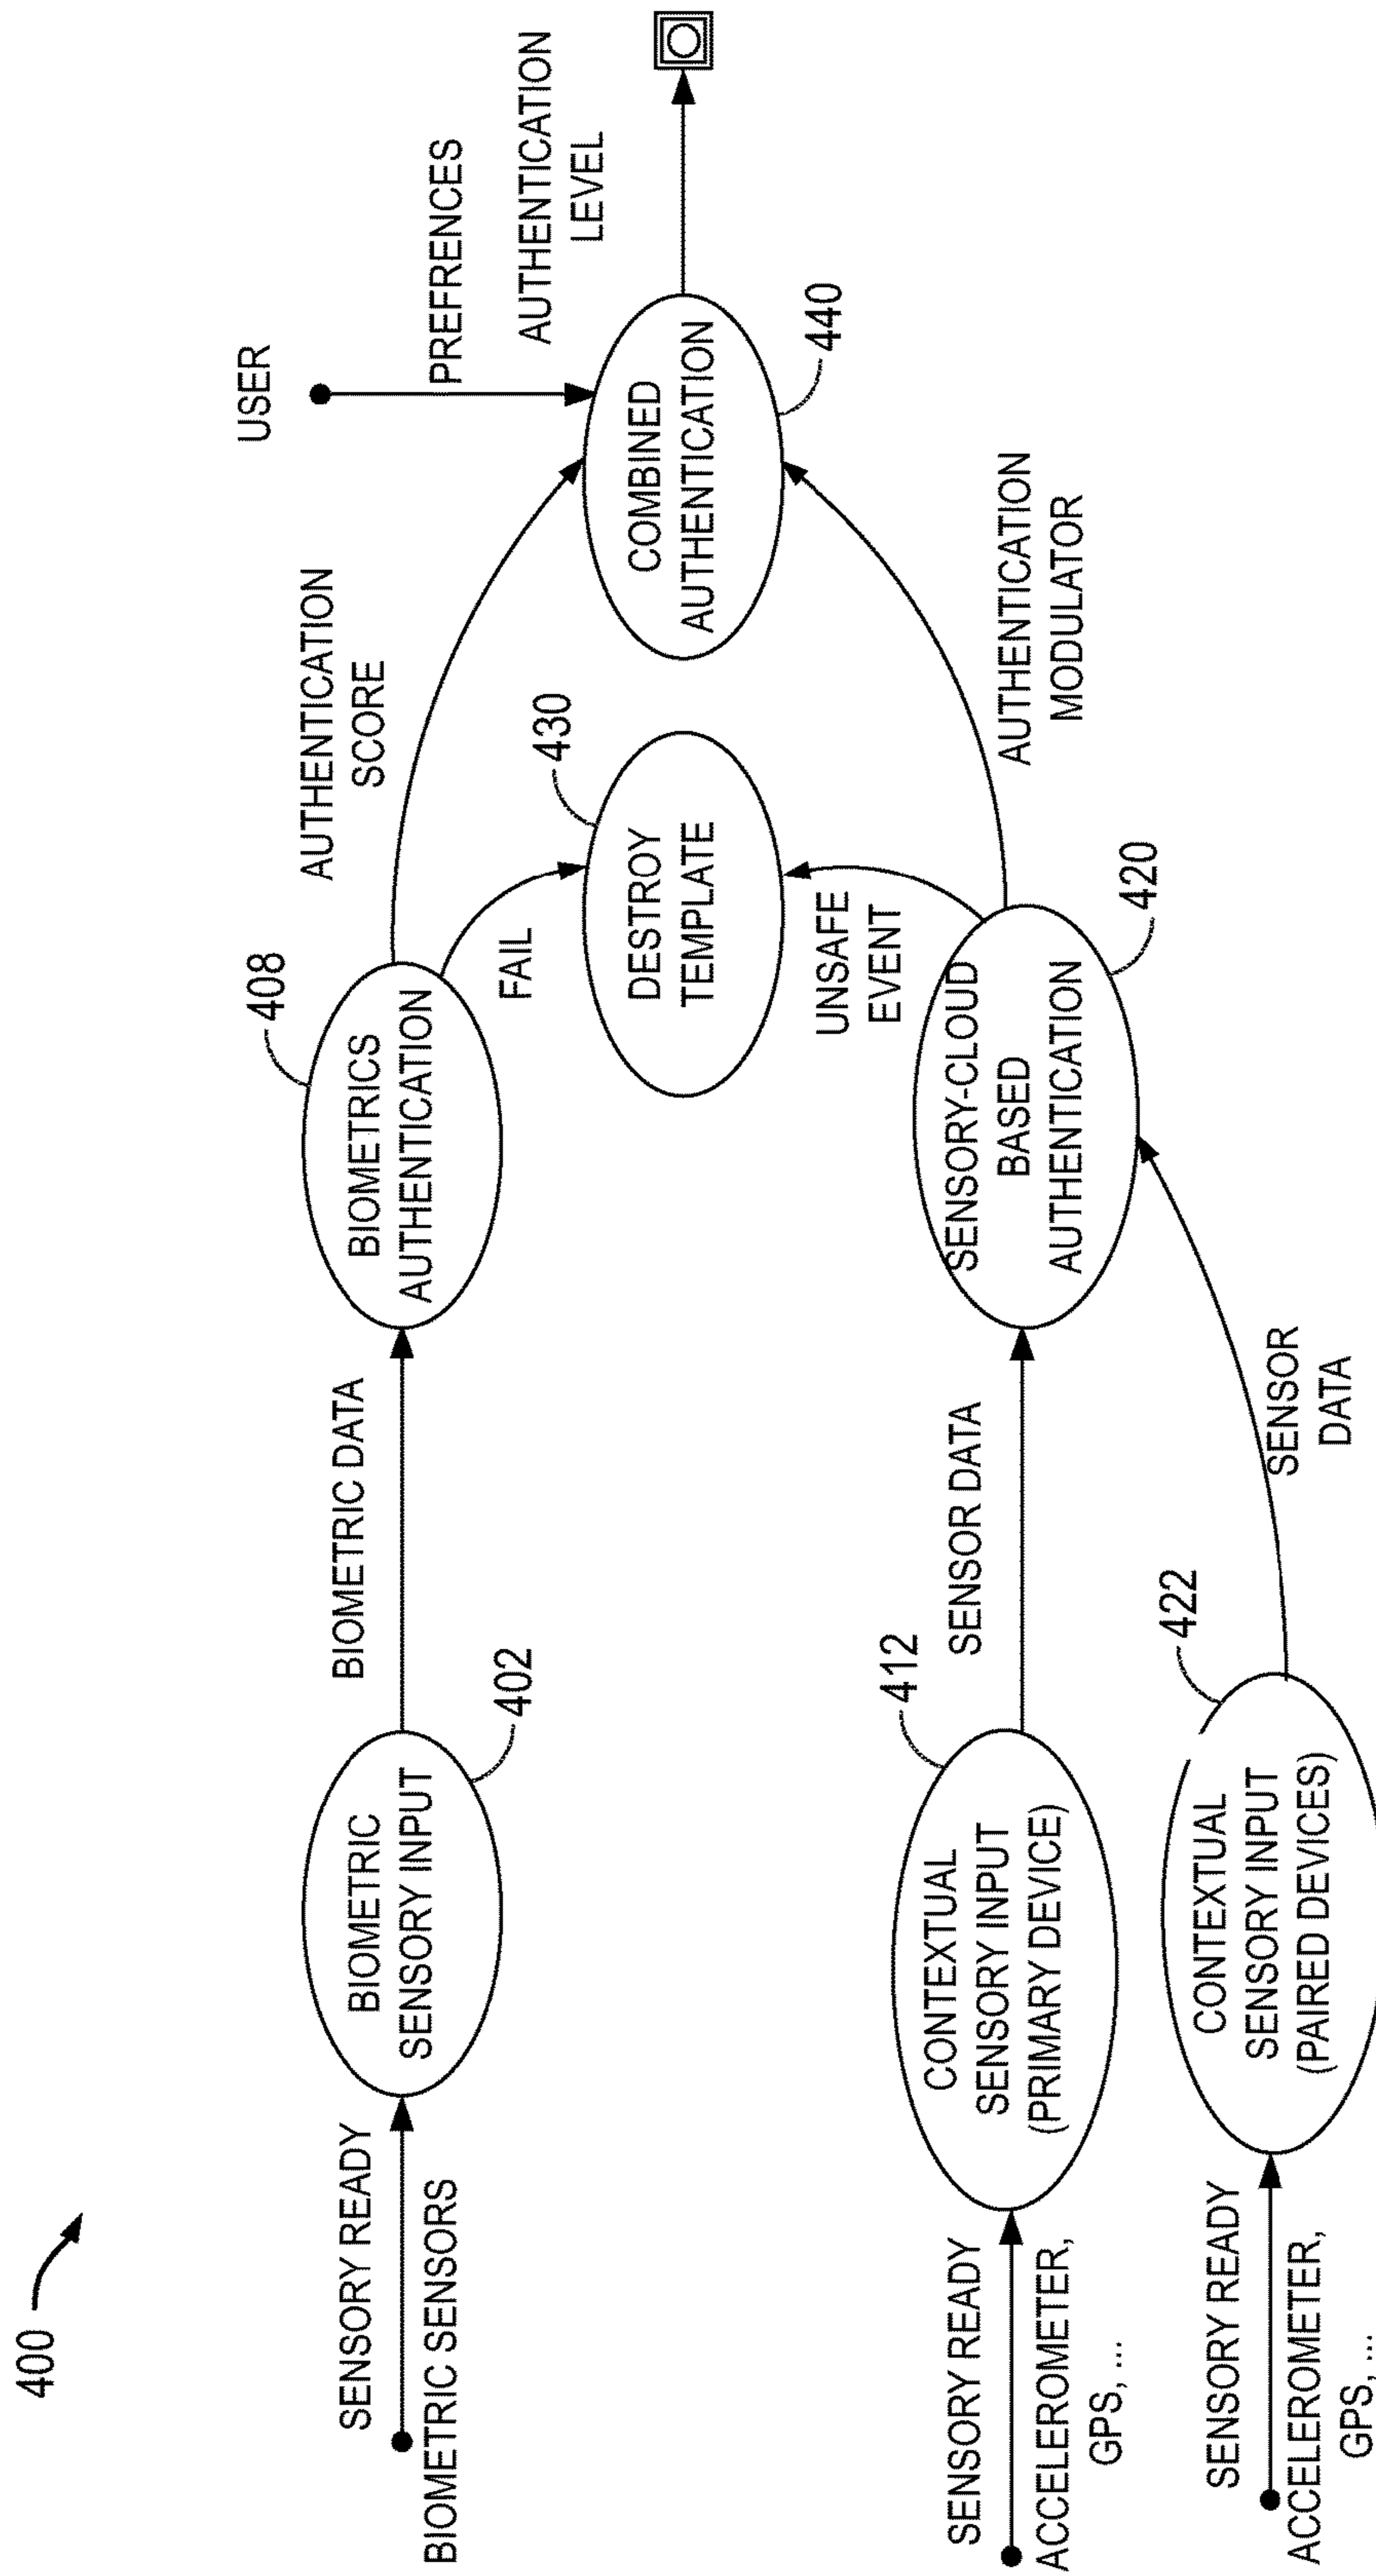 400
USER
PREFRENCES
AUTHENTICATION
LEVEL
SENSORY READY
BIOMETRIC SENSORS
BIOMETRIC
SENSORY INPUT
402
BIOMETRIC DATA
408
BIOMETRICS
AUTHENTICATION
AUTHENTICATION
SCORE
FAIL
430
DESTROY
TEMPLATE
COMBINED
AUTHENTICATION
440
UNSAFE
EVENT
SENSORY READY
ACCELEROMETER,
GPS, ...
412
CONTEXTUAL
SENSORY INPUT
(PRIMARY DEVICE)
SENSOR DATA
SENSORY-CLOUD
BASED
AUTHENTICATION
420
AUTHENTICATION
MODULATOR
SENSORY READY
ACCELEROMETER,
GPS, ...
422
CONTEXTUAL
SENSORY INPUT
(PAIRED DEVICES)
SENSOR
DATA